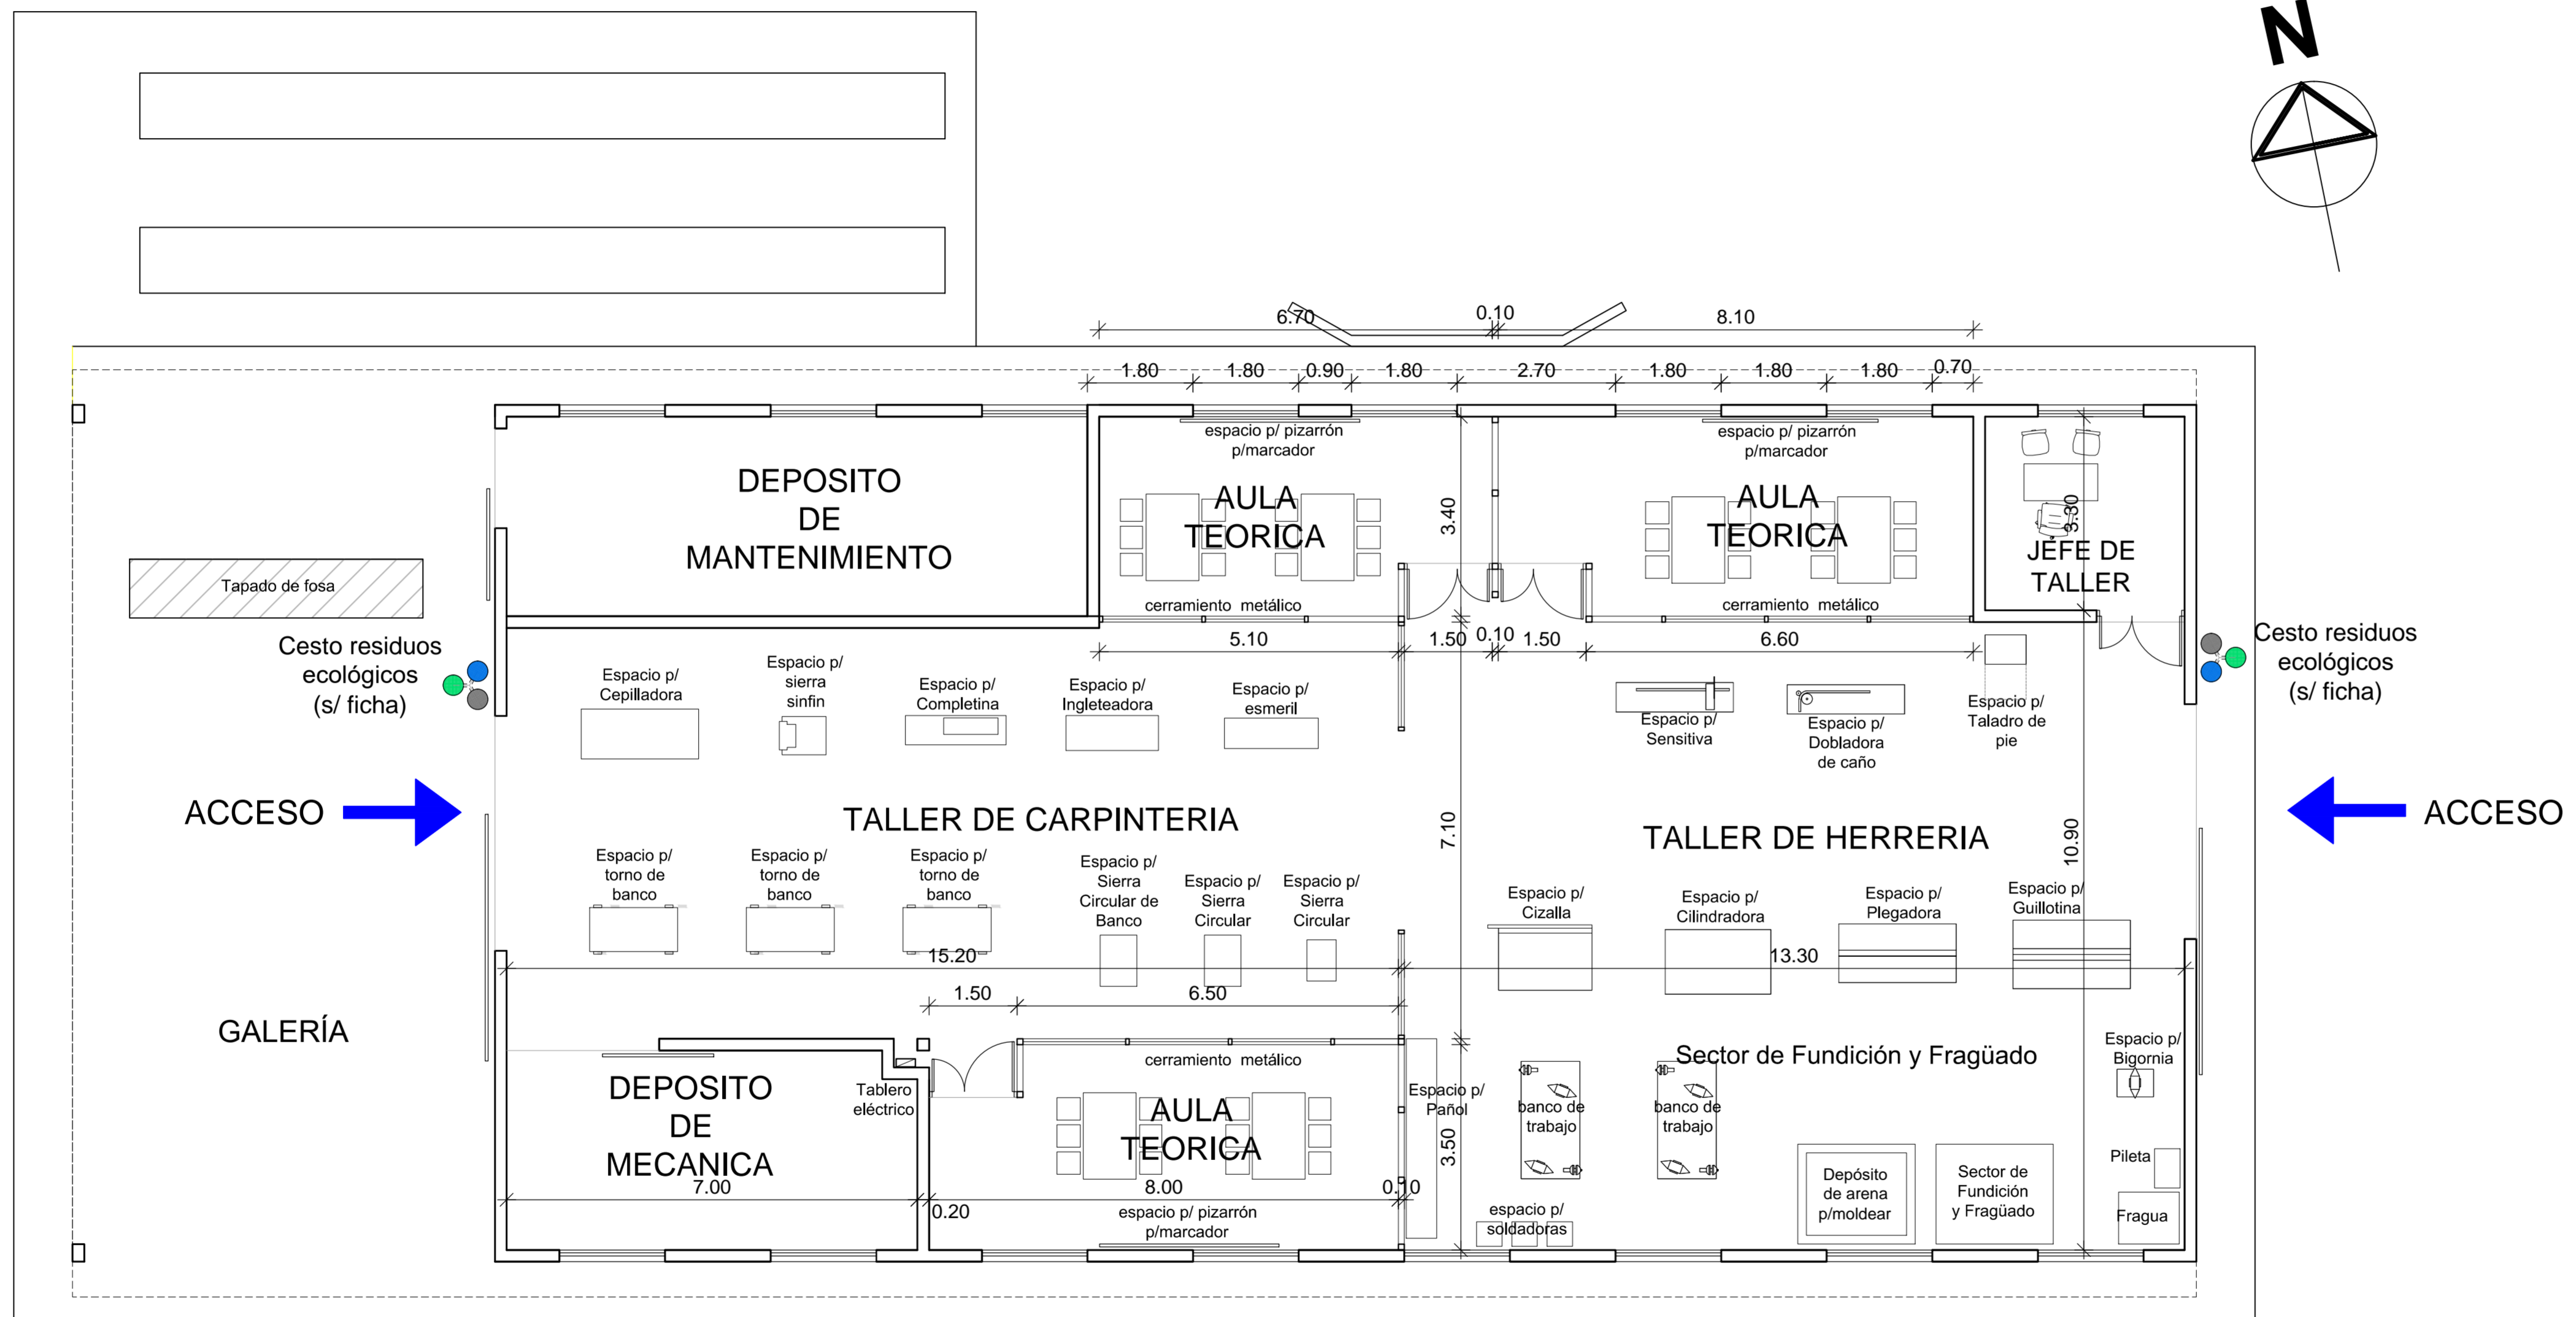 N
6.70
0.10
8.10
1.80
1.80
0.90
1.80
2.70
1.80
1.80
1.80
0.70
espacio p/ pizarrón
p/marcador
espacio p/ pizarrón
p/marcador
DEPOSITO
DE
MANTENIMIENTO
AULA
TEORICA
3.40
AULA
TEORICA
3.30
JEFE DE
TALLER
Tapado de fosa
cerramiento metálico
cerramiento metálico
5.10
1.50
0.10
1.50
6.60
Cesto residuos
ecológicos
(s/ ficha)
Cesto residuos
ecológicos
(s/ ficha)
Espacio p/
Cepilladora
Espacio p/
sierra
sinfin
Espacio p/
Completina
Espacio p/
Ingleteadora
Espacio p/
esmeril
Espacio p/
Sensitiva
Espacio p/
Dobladora
de caño
Espacio p/
Taladro de
pie
ACCESO
TALLER DE CARPINTERIA
7.10
TALLER DE HERRERIA
10.90
ACCESO
Espacio p/
torno de
banco
Espacio p/
torno de
banco
Espacio p/
torno de
banco
Espacio p/
Sierra
Circular de
Banco
Espacio p/
Sierra
Circular
Espacio p/
Sierra
Circular
Espacio p/
Cizalla
Espacio p/
Cilindradora
Espacio p/
Plegadora
Espacio p/
Guillotina
15.20
13.30
1.50
6.50
GALERÍA
cerramiento metálico
Sector de Fundición y Fragüado
Espacio p/
Bigornia
DEPOSITO
DE
MECANICA
Tablero
eléctrico
AULA
TEORICA
Espacio p/
Pañol
3.50
banco de
trabajo
banco de
trabajo
Depósito
de arena
p/moldear
Sector de
Fundición
y Fragüado
Pileta
Fragua
7.00
0.20
8.00
0.10
espacio p/ pizarrón
p/marcador
espacio p/
soldadoras